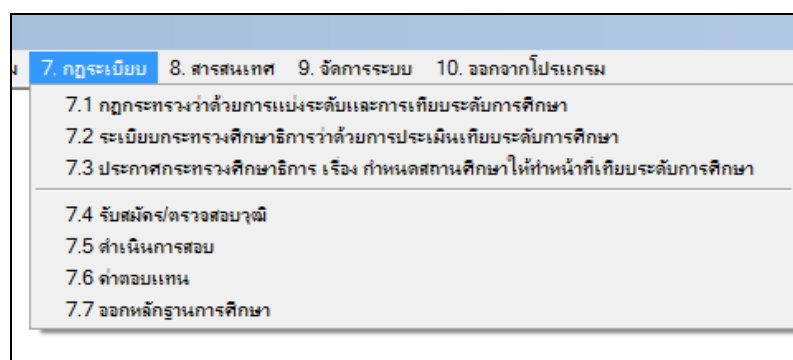 7. กฎระเบียบ 8. สารสนเทศ 9. จัดการระบบ 10. ออกจากโปรแกรม
7.1 กฎกระทรวงว่าด้วยการแบ่งระดับและการเทียบระดับการศึกษา
7.2 ระเบียบกระทรวงศึกษาธิการว่าด้วยการประเมินเทียบระดับการศึกษา
7.3 ประกาศกระทรวงศึกษาธิการ เรื่อง กำหนดสถานศึกษาให้ทำหน้าที่เทียบระดับการศึกษา
7.4 รับสมัคร/ตรวจสอบวุฒิ
7.5 ดำเนินการสอบ
7.6 ค่าตอบแทน
7.7 ออกหลักฐานการศึกษา